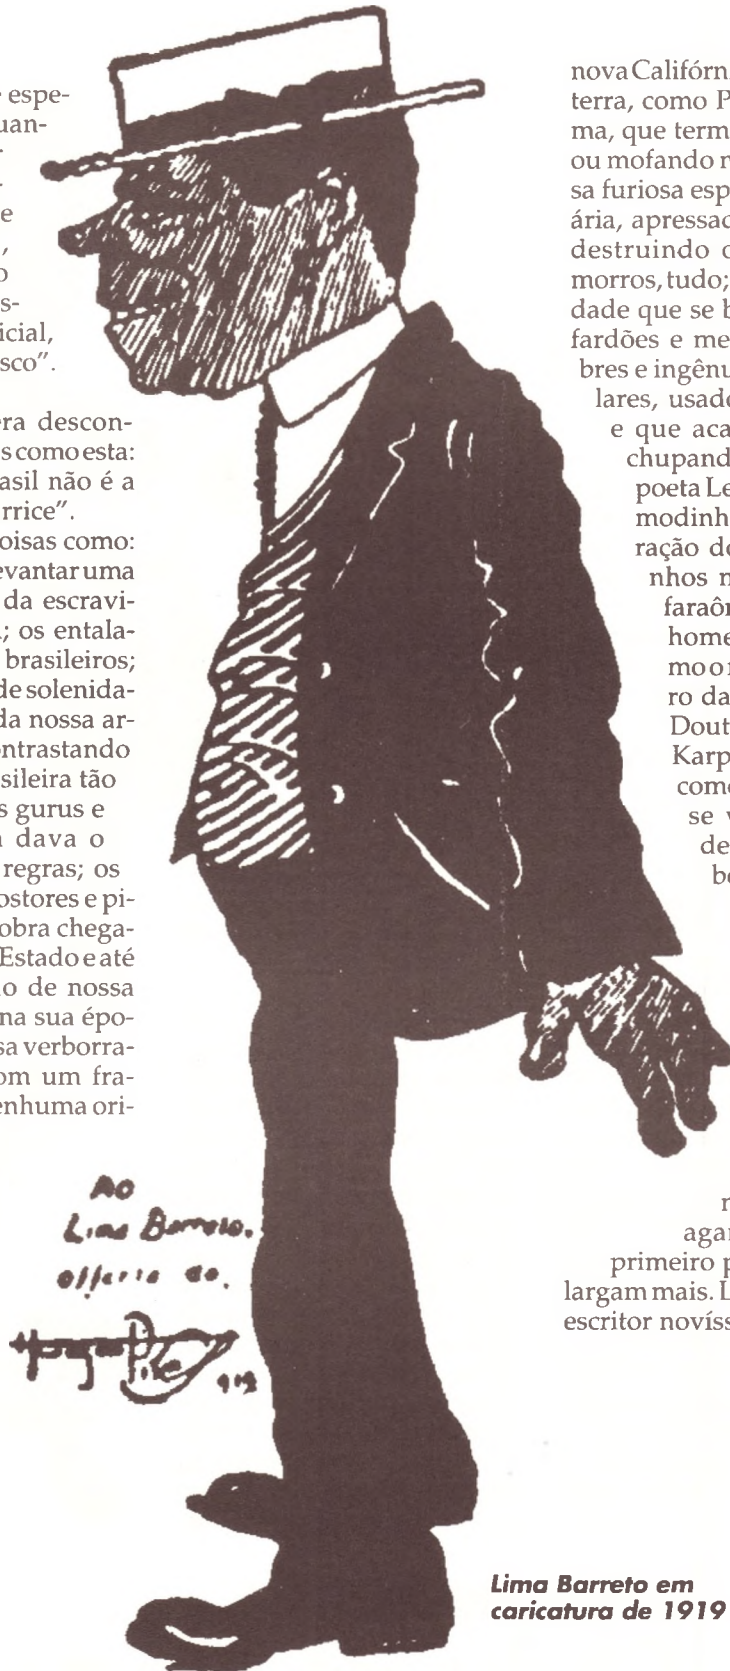 espe-
uan-
e
,
o
s-
icial,
sco".
era descon-
s como esta:
asil não é a
rrice".
oisas como:
evantar uma
da escravi-
; os entala-
brasileiros;
de solenida-
da nossa ar-
ontrastando
sileira tão
s gurus e
dava o
regras; os
ostores e pi-
obra chega-
Estado e até
o de nossa
na sua épo-
sa verborra-
om um fra-
enhuma ori-
nova Califórn
terra, como P
ma, que term
ou mofando n
sa furiosa esp
ária, apressad
destruindo o
morros, tudo;
dade que se b
fardões e me
bres e ingênu
lares, usado
e que aca
chupand
poeta Le
modinh
ração do
nhos n
faraôn
home
mo o r
ro da
Dout
Karp
come
se v
de
be
n
agar
primeiro p
largam mais. L
escritor novíss
Ao
Lima Barreto.
offerta do.
919
Lima Barreto em
caricatura de 1919